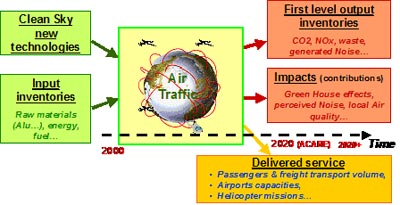 Clean Sky
new
technologies
Input
inventories
Raw materials
(Alu...), energy,
fuel...
Air
Traffic
First level output
inventories
CO2, NOx, waste,
generated Noise...
Impacts (contributions)
Green House effects,
perceived Noise, local Air
quality...
2000
2020 (ACARE) 2020+ Time
Delivered service
• Passengers & freight transport volume,
• Airports capacities,
• Helicopter missions...